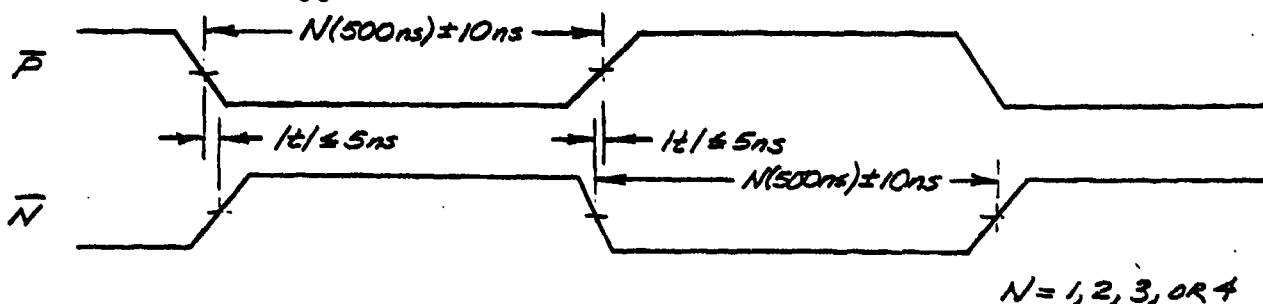 N(500ns)±10ns
P̅
|t|≤5ns
|t|≤5ns
N(500ns)±10ns
N̅
N=1,2,3, OR 4